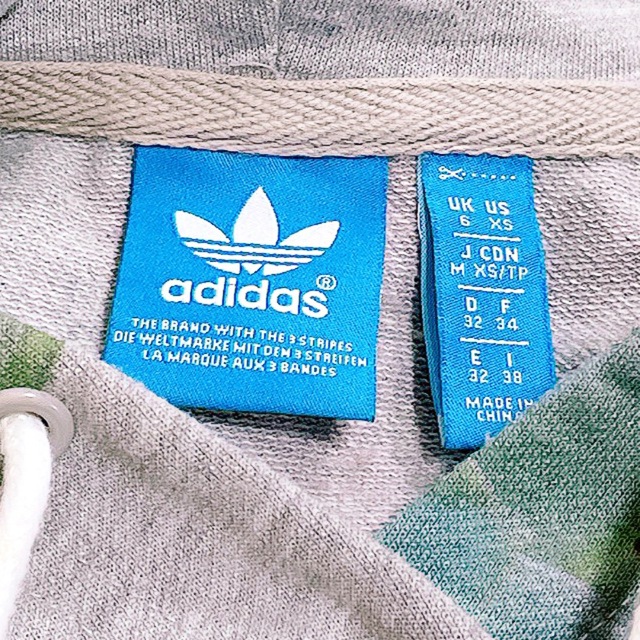 adidas®
THE BRAND WITH THE 3 STRIPES
DIE WELTMARKE MIT DEN 3 STREIFEN
LA MARQUE AUX 3 BANDES
UK US
6 XS
J CDN
M XS/TP
D F
32 34
E I
32 38
MADE IN
CHINA